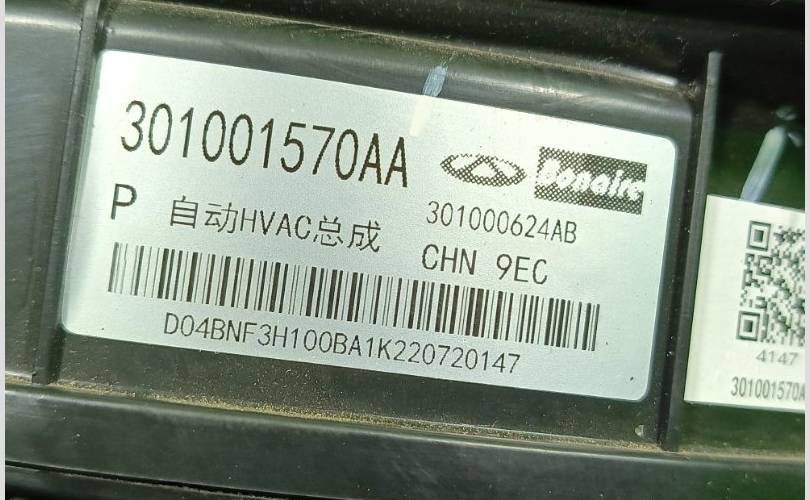 301001570AA
Bonaire
P 自动HVAC总成
301000624AB
CHN 9EC
D04BNF3H100BA1K220720147
4147
301001570A